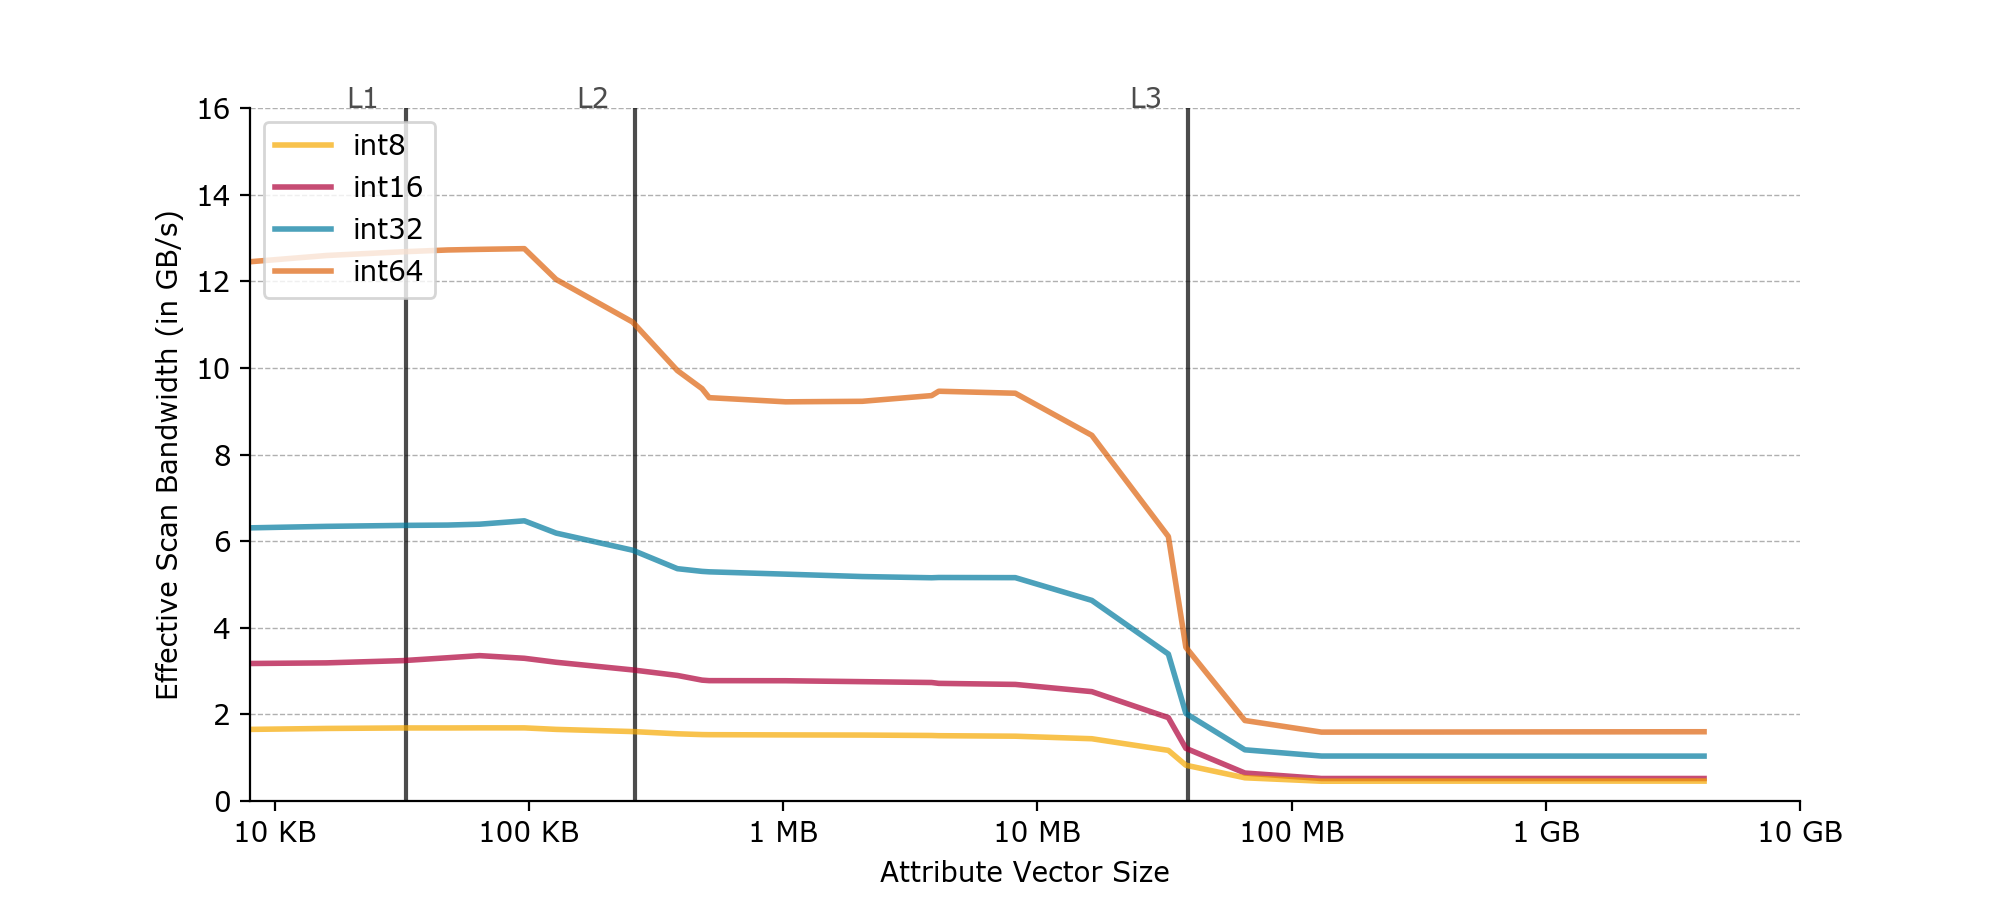 L1 L2 L3
16
14
12
10
8
6
4
2
0
Effective Scan Bandwidth (in GB/s)
int8
int16
int32
int64
10 KB 100 KB 1 MB 10 MB 100 MB 1 GB 10 GB
Attribute Vector Size